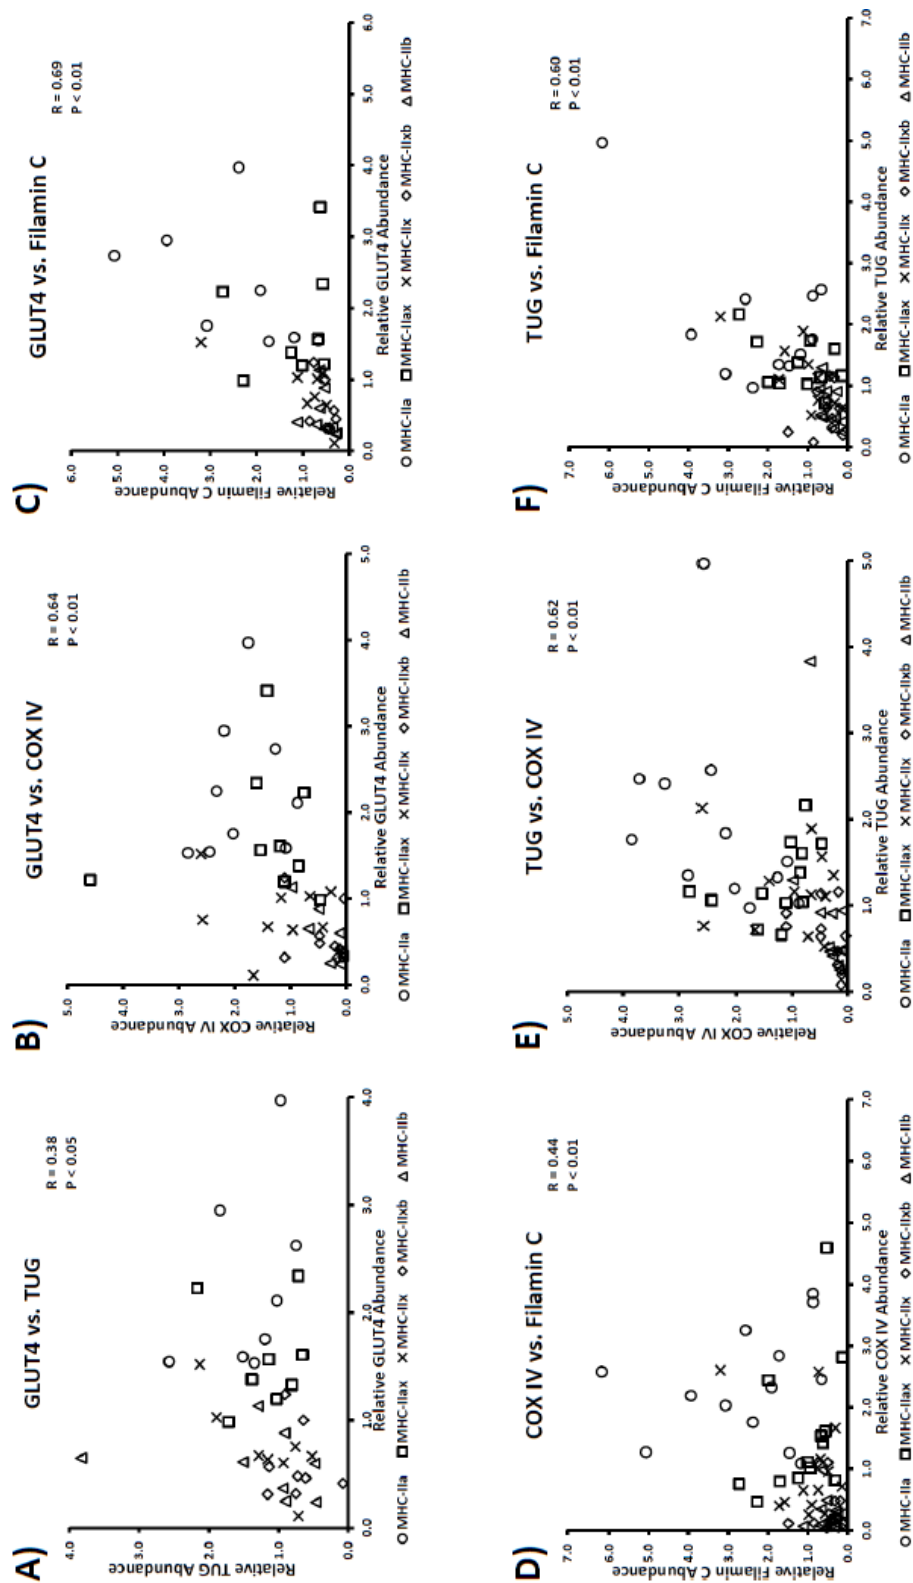 A)
GLUT4 vs. TUG
R = 0.38
P < 0.05
Relative TUG Abundance
4.0
3.0
2.0
1.0
0.0
0.0 1.0 2.0 3.0 4.0
Relative GLUT4 Abundance
MHC-IIa MHC-IIax MHC-IIx MHC-IIxb MHC-IIb
B)
GLUT4 vs. COX IV
R = 0.64
P < 0.01
Relative COX IV Abundance
5.0
4.0
3.0
2.0
1.0
0.0
0.0 1.0 2.0 3.0 4.0 5.0
Relative GLUT4 Abundance
MHC-IIa MHC-IIax MHC-IIx MHC-IIxb MHC-IIb
C)
GLUT4 vs. Filamin C
R = 0.69
P < 0.01
Relative Filamin C Abundance
6.0
5.0
4.0
3.0
2.0
1.0
0.0
0.0 1.0 2.0 3.0 4.0 5.0 6.0
Relative GLUT4 Abundance
MHC-IIa MHC-IIax MHC-IIx MHC-IIxb MHC-IIb
D)
COX IV vs. Filamin C
R = 0.44
P < 0.01
Relative Filamin C Abundance
7.0
6.0
5.0
4.0
3.0
2.0
1.0
0.0
0.0 1.0 2.0 3.0 4.0 5.0 6.0 7.0
Relative COX IV Abundance
MHC-IIa MHC-IIax MHC-IIx MHC-IIxb MHC-IIb
E)
TUG vs. COX IV
R = 0.62
P < 0.01
Relative COX IV Abundance
5.0
4.0
3.0
2.0
1.0
0.0
0.0 1.0 2.0 3.0 4.0 5.0
Relative TUG Abundance
MHC-IIa MHC-IIax MHC-IIx MHC-IIxb MHC-IIb
F)
TUG vs. Filamin C
R = 0.60
P < 0.01
Relative Filamin C Abundance
7.0
6.0
5.0
4.0
3.0
2.0
1.0
0.0
0.0 1.0 2.0 3.0 4.0 5.0 6.0 7.0
Relative TUG Abundance
MHC-IIa MHC-IIax MHC-IIx MHC-IIxb MHC-IIb